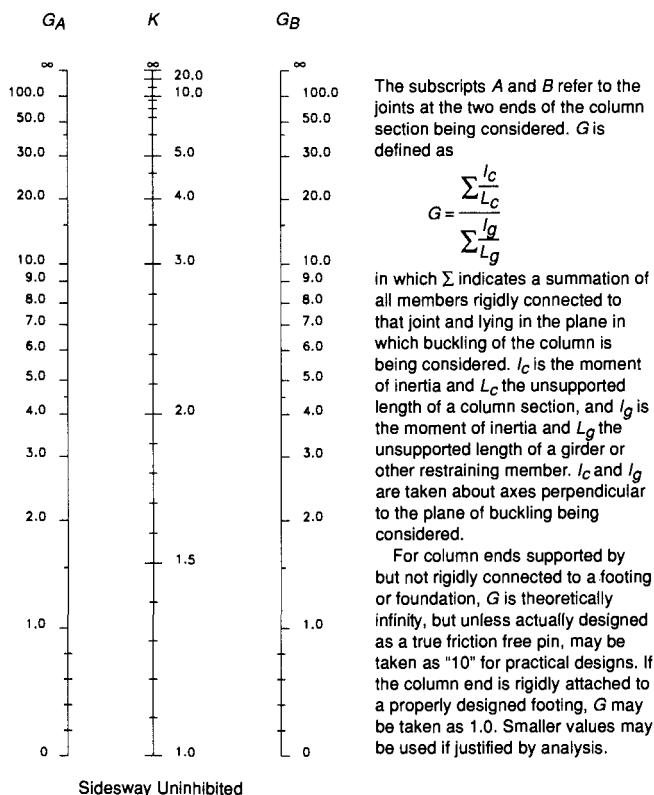 G_A K G_B
∞ ∞ ∞
20.0
100.0 10.0 100.0
50.0 50.0
30.0 5.0 30.0
20.0 4.0 20.0
10.0 3.0 10.0
9.0 9.0
8.0 8.0
7.0 7.0
6.0 6.0
5.0 5.0
4.0 2.0 4.0
3.0 3.0
2.0 2.0
1.5
1.0 1.0
0 1.0 0
Sidesway Uninhibited
The subscripts A and B refer to the
joints at the two ends of the column
section being considered. G is
defined as
G = (Σ I_c/L_c) / (Σ I_g/L_g)
in which Σ indicates a summation of
all members rigidly connected to
that joint and lying in the plane in
which buckling of the column is
being considered. I_c is the moment
of inertia and L_c the unsupported
length of a column section, and I_g is
the moment of inertia and L_g the
unsupported length of a girder or
other restraining member. I_c and I_g
are taken about axes perpendicular
to the plane of buckling being
considered.
For column ends supported by
but not rigidly connected to a footing
or foundation, G is theoretically
infinity, but unless actually designed
as a true friction free pin, may be
taken as "10" for practical designs. If
the column end is rigidly attached to
a properly designed footing, G may
be taken as 1.0. Smaller values may
be used if justified by analysis.